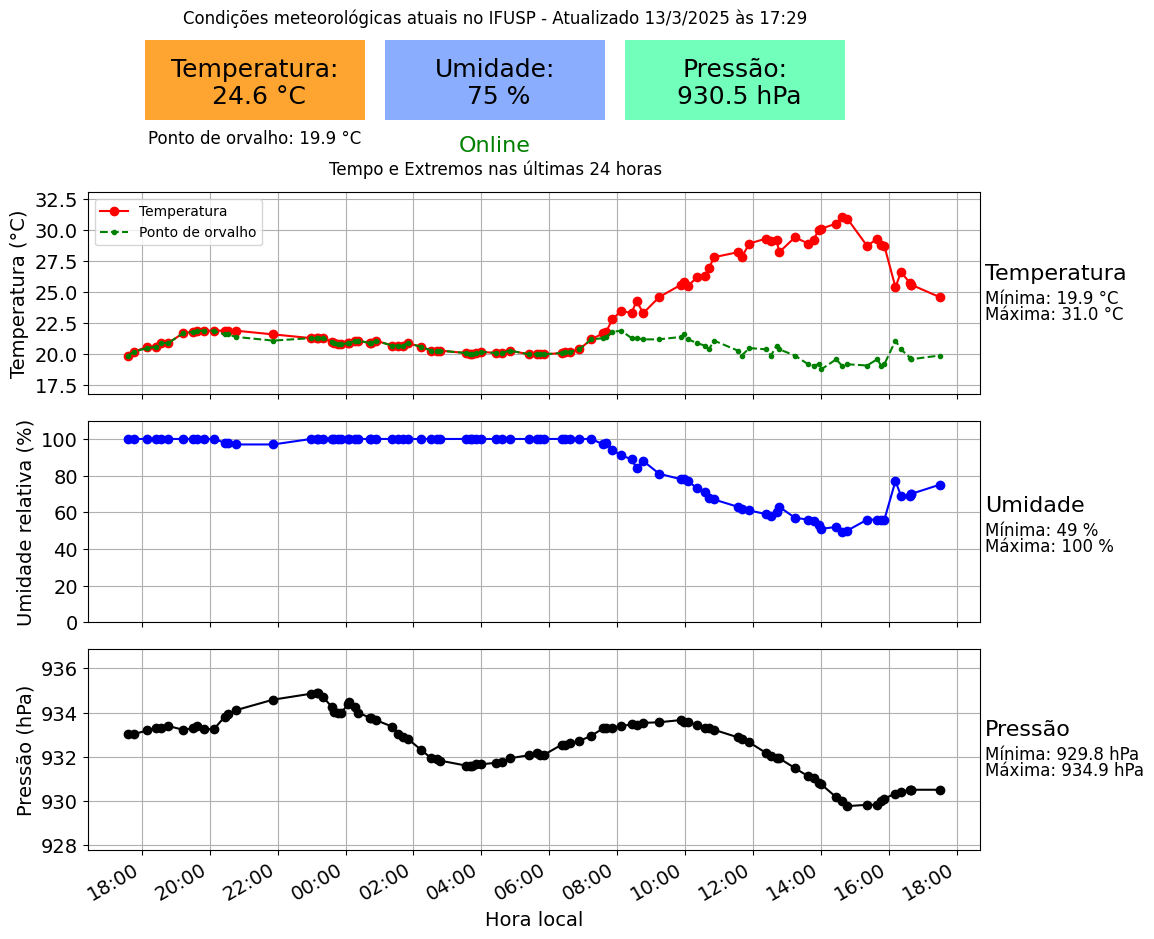 Condições meteorológicas atuais no IFUSP - Atualizado 13/3/2025 às 17:29
Temperatura:
24.6 °C
Umidade:
75 %
Pressão:
930.5 hPa
Ponto de orvalho: 19.9 °C
Online
Tempo e Extremos nas últimas 24 horas
Temperatura (°C)
32.5
30.0
27.5
25.0
22.5
20.0
17.5
Temperatura
Ponto de orvalho
Temperatura
Mínima: 19.9 °C
Máxima: 31.0 °C
Umidade relativa (%)
100
80
60
40
20
0
Umidade
Mínima: 49 %
Máxima: 100 %
Pressão (hPa)
936
934
932
930
928
Pressão
Mínima: 929.8 hPa
Máxima: 934.9 hPa
18:00
20:00
22:00
00:00
02:00
04:00
06:00
08:00
10:00
12:00
14:00
16:00
18:00
Hora local